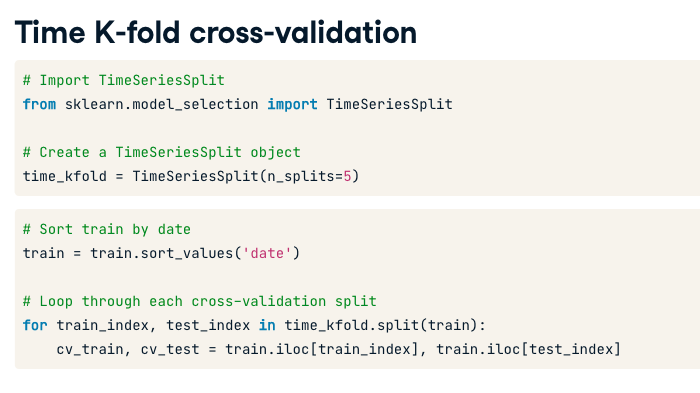 Time K-fold cross-validation
# Import TimeSeriesSplit
from sklearn.model_selection import TimeSeriesSplit
# Create a TimeSeriesSplit object
time_kfold = TimeSeriesSplit(n_splits=5)
# Sort train by date
train = train.sort_values('date')
# Loop through each cross-validation split
for train_index, test_index in time_kfold.split(train):
    cv_train, cv_test = train.iloc[train_index], train.iloc[test_index]